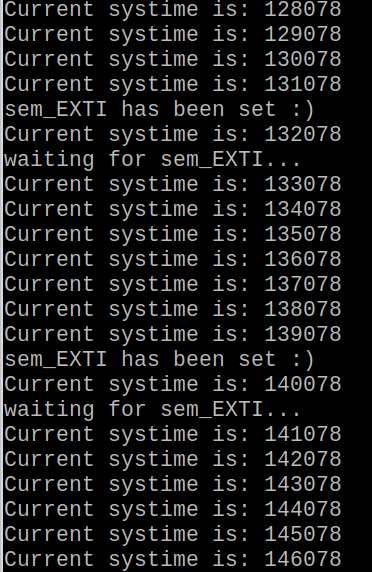 Current systime is: 128078
Current systime is: 129078
Current systime is: 130078
Current systime is: 131078
sem_EXTI has been set :)
Current systime is: 132078
waiting for sem_EXTI...
Current systime is: 133078
Current systime is: 134078
Current systime is: 135078
Current systime is: 136078
Current systime is: 137078
Current systime is: 138078
Current systime is: 139078
sem_EXTI has been set :)
Current systime is: 140078
waiting for sem_EXTI...
Current systime is: 141078
Current systime is: 142078
Current systime is: 143078
Current systime is: 144078
Current systime is: 145078
Current systime is: 146078